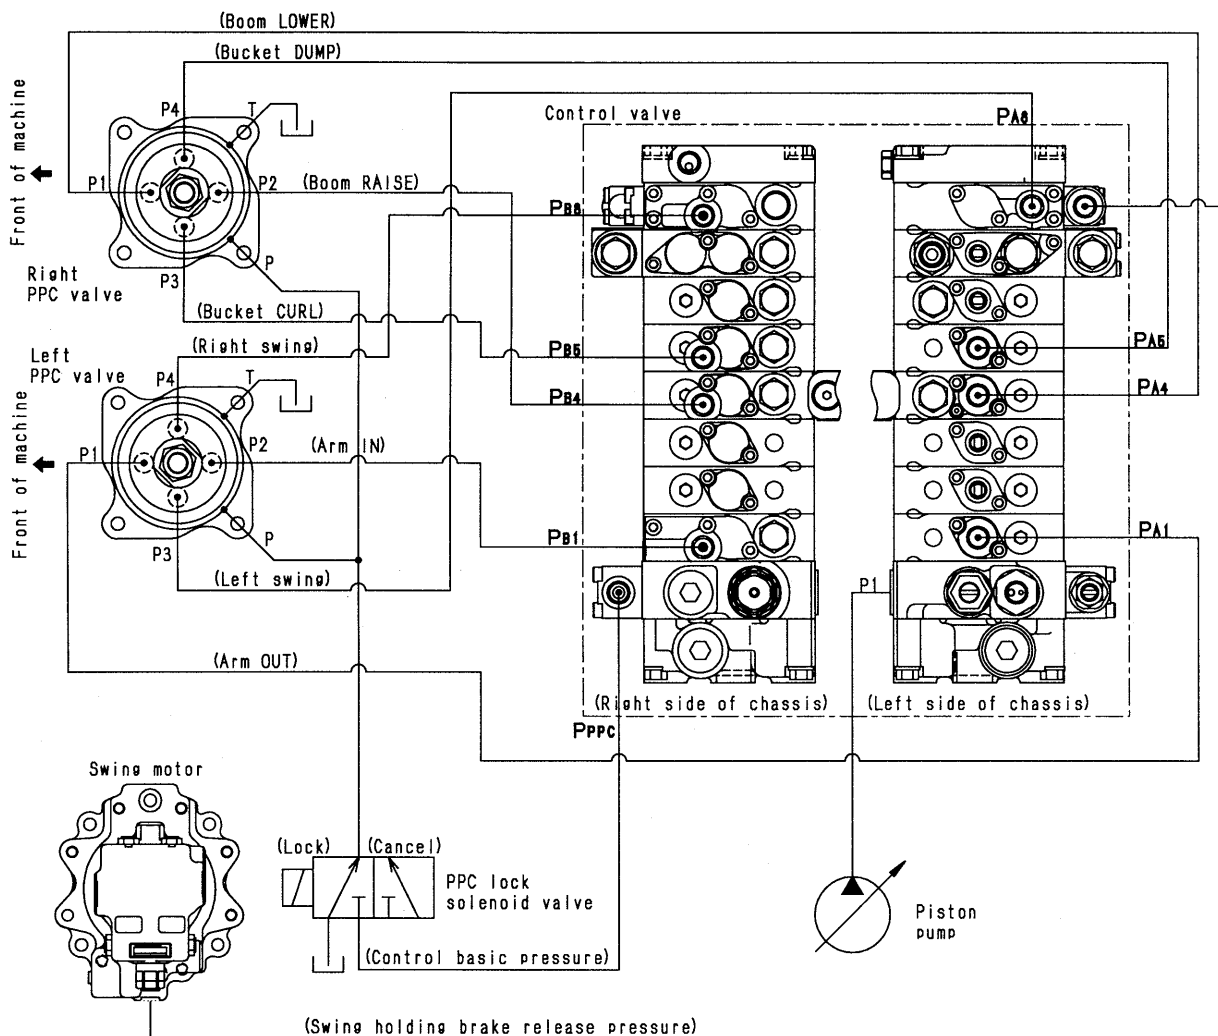 (Boom LOWER)
(Bucket DUMP)
P4
T
Control valve
PA6
Front of machine
P1
P2
(Boom RAISE)
PB6
P3
P
Right
PPC valve
(Bucket CURL)
(Right swing)
PB5
PA5
Left
PPC valve
P4
T
PB4
PA4
Front of machine
P1
P2
(Arm IN)
P3
P
PB1
PA1
(Left swing)
P1
(Arm OUT)
(Right side of chassis)
(Left side of chassis)
PPPC
Swing motor
(Lock)
(Cancel)
PPC lock
solenoid valve
Piston
pump
(Control basic pressure)
(Swing holding brake release pressure)